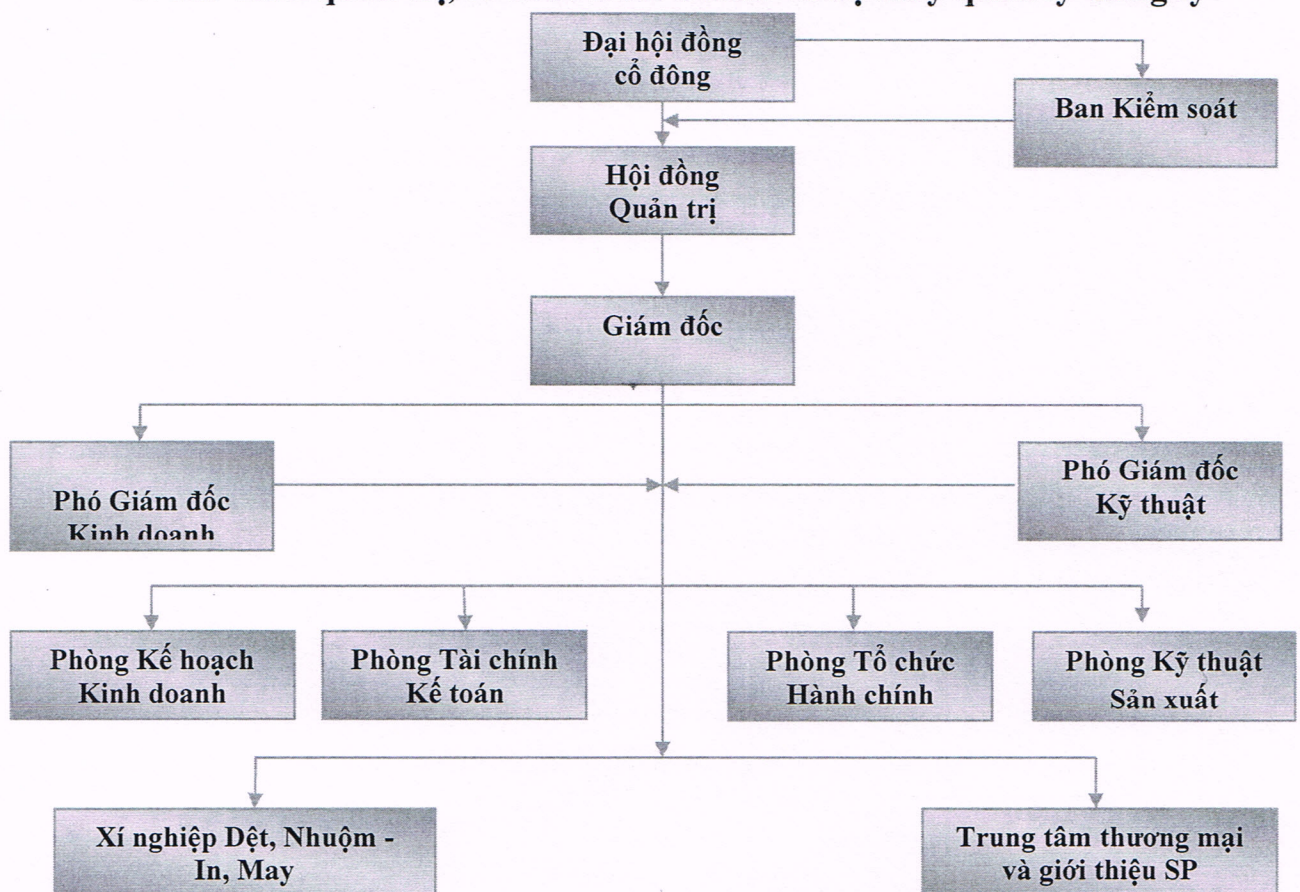 Đại hội đồng
cổ đông
Ban Kiểm soát
Hội đồng
Quản trị
Giám đốc
Phó Giám đốc
Kinh doanh
Phó Giám đốc
Kỹ thuật
Phòng Kế hoạch
Kinh doanh
Phòng Tài chính
Kế toán
Phòng Tổ chức
Hành chính
Phòng Kỹ thuật
Sản xuất
Xí nghiệp Dệt, Nhuộm -
In, May
Trung tâm thương mại
và giới thiệu SP